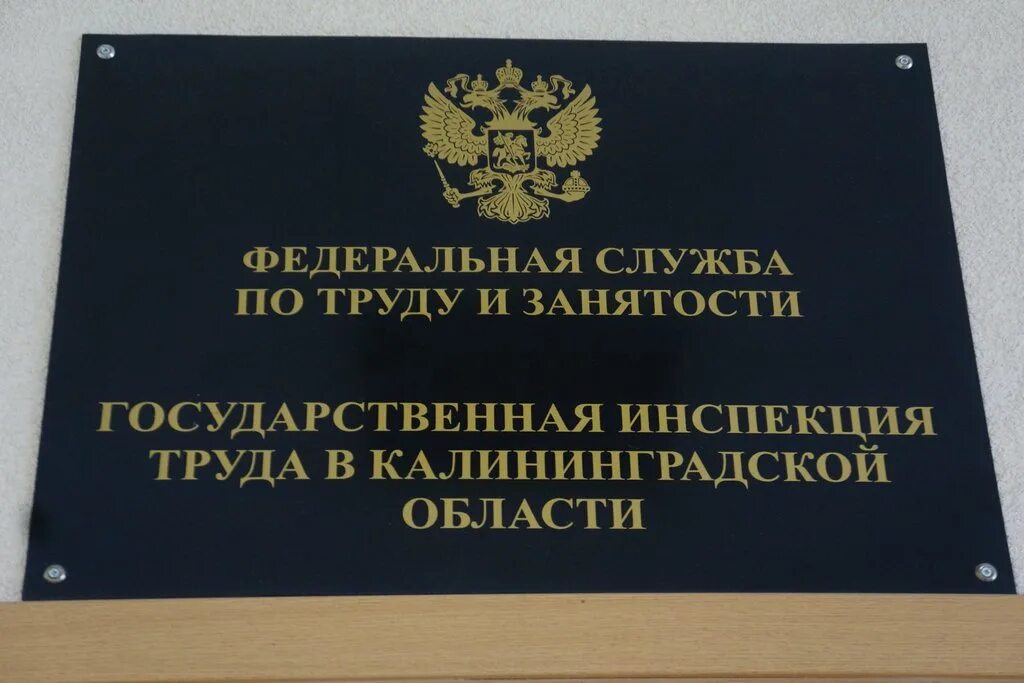 ФЕДЕРАЛЬНАЯ СЛУЖБА
ПО ТРУДУ И ЗАНЯТОСТИ
ГОСУДАРСТВЕННАЯ ИНСПЕКЦИЯ
ТРУДА В КАЛИНИНГРАДСКОЙ
ОБЛАСТИ